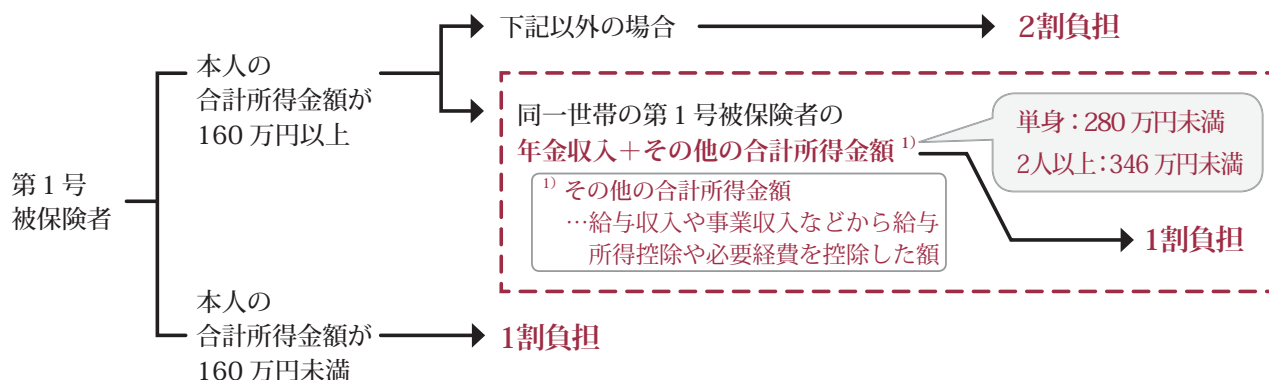 第1号
被保険者
本人の
合計所得金額が
160万円以上
下記以外の場合
2割負担
同一世帯の第1号被保険者の
年金収入＋その他の合計所得金額 1)
単身：280万円未満
2人以上：346万円未満
1) その他の合計所得金額
…給与収入や事業収入などから給与
所得控除や必要経費を控除した額
1割負担
本人の
合計所得金額が
160万円未満
1割負担